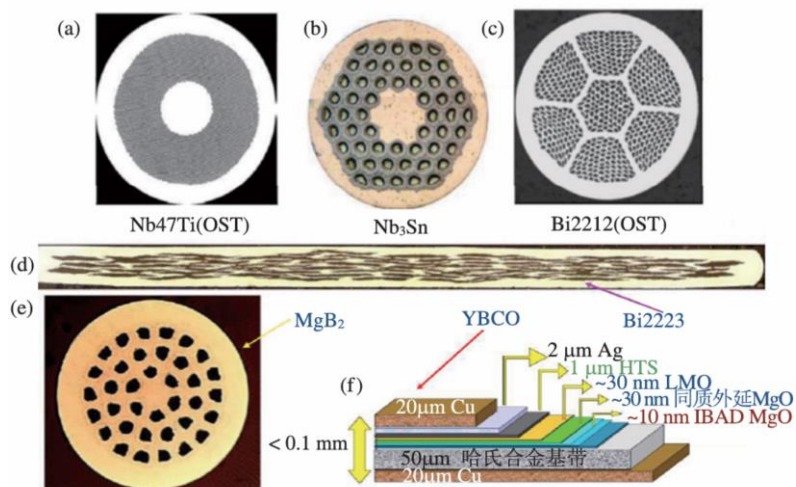 (a)
(b)
(c)
Nb47Ti(OST)
Nb₃Sn
Bi2212(OST)
(d)
(e)
MgB₂
YBCO
Bi2223
(f)
2 μm Ag
1 μm HTS
~30 nm LMO
~30 nm 同质外延MgO
~10 nm IBAD MgO
20μm Cu
< 0.1 mm
50μm 哈氏合金基带
20μm Cu